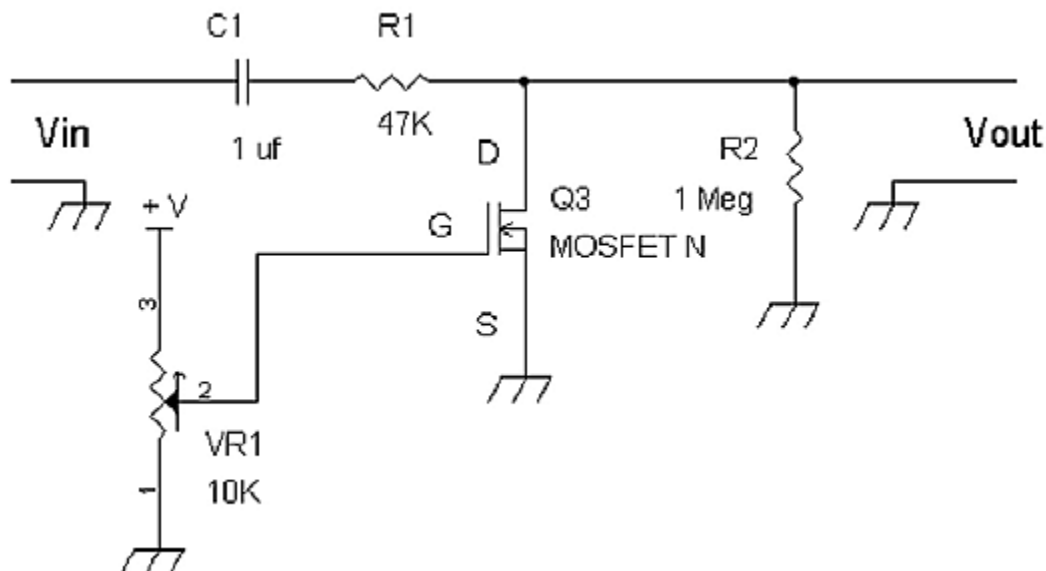 C1
R1
Vin
1 uf
47K
D
R2
1 Meg
Vout
+ V
G
Q3
MOSFET N
3
S
2
VR1
10K
1